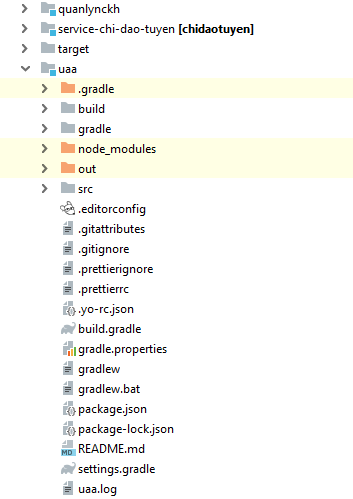 quanlynckh
service-chi-dao-tuyen [chidaotuyen]
target
uaa
.gradle
build
gradle
node_modules
out
src
.editorconfig
.gitattributes
.gitignore
.prettierignore
.prettierrc
.yo-rc.json
build.gradle
gradle.properties
gradlew
gradlew.bat
package.json
package-lock.json
MD README.md
settings.gradle
uaa.log